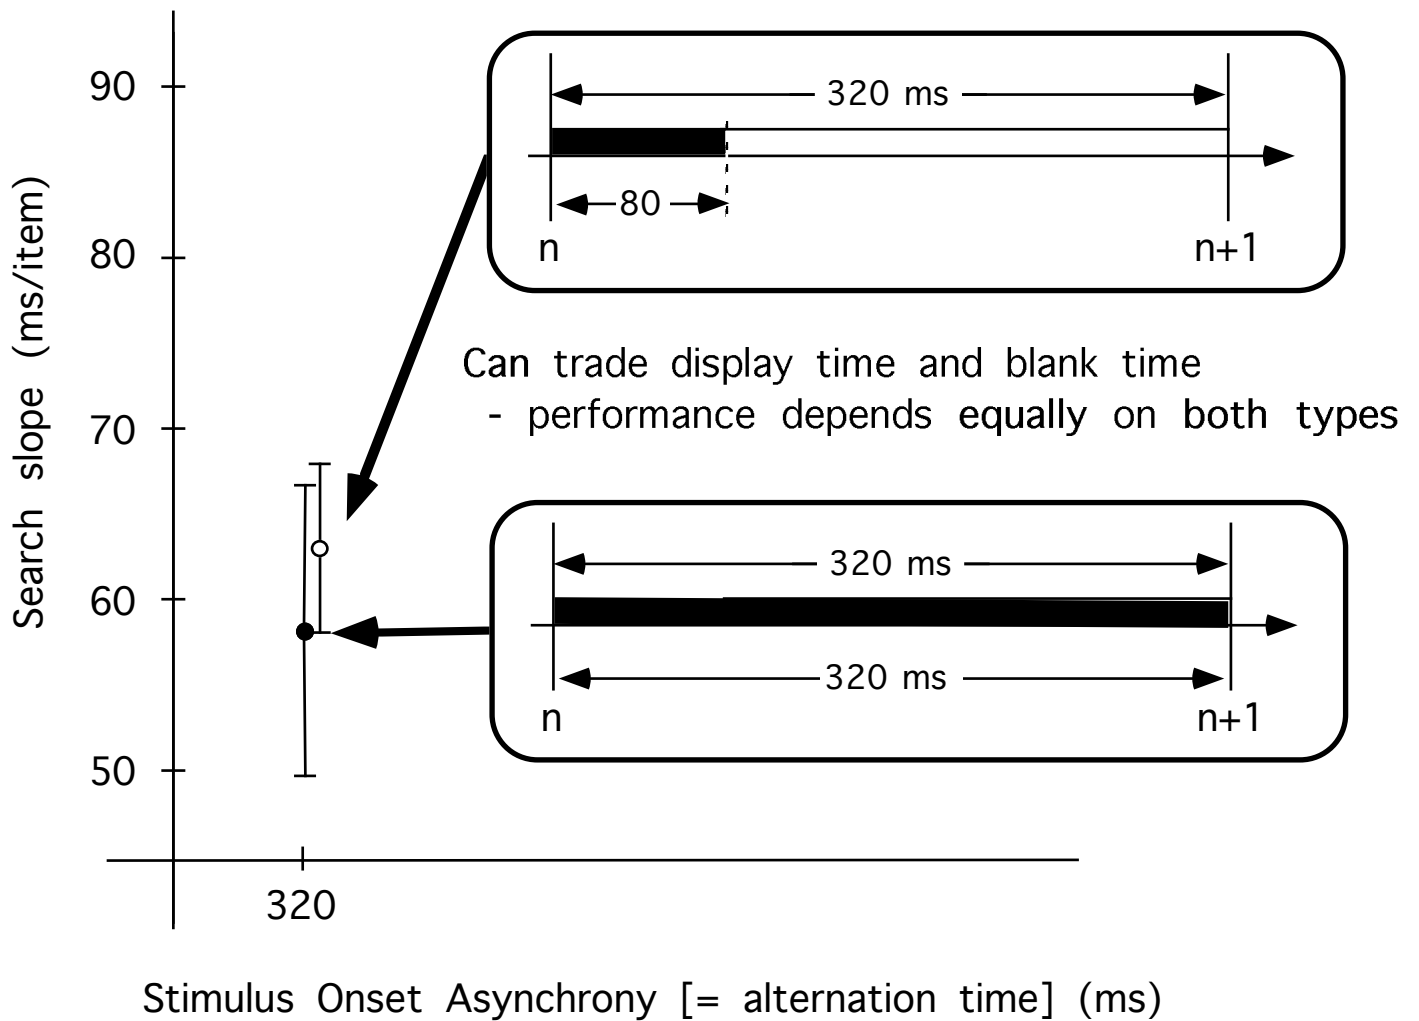 90
320 ms
80
n
n+1
80
Search slope (ms/item)
Can trade display time and blank time
- performance depends equally on both types
70
320 ms
60
320 ms
n
n+1
50
320
Stimulus Onset Asynchrony [= alternation time] (ms)